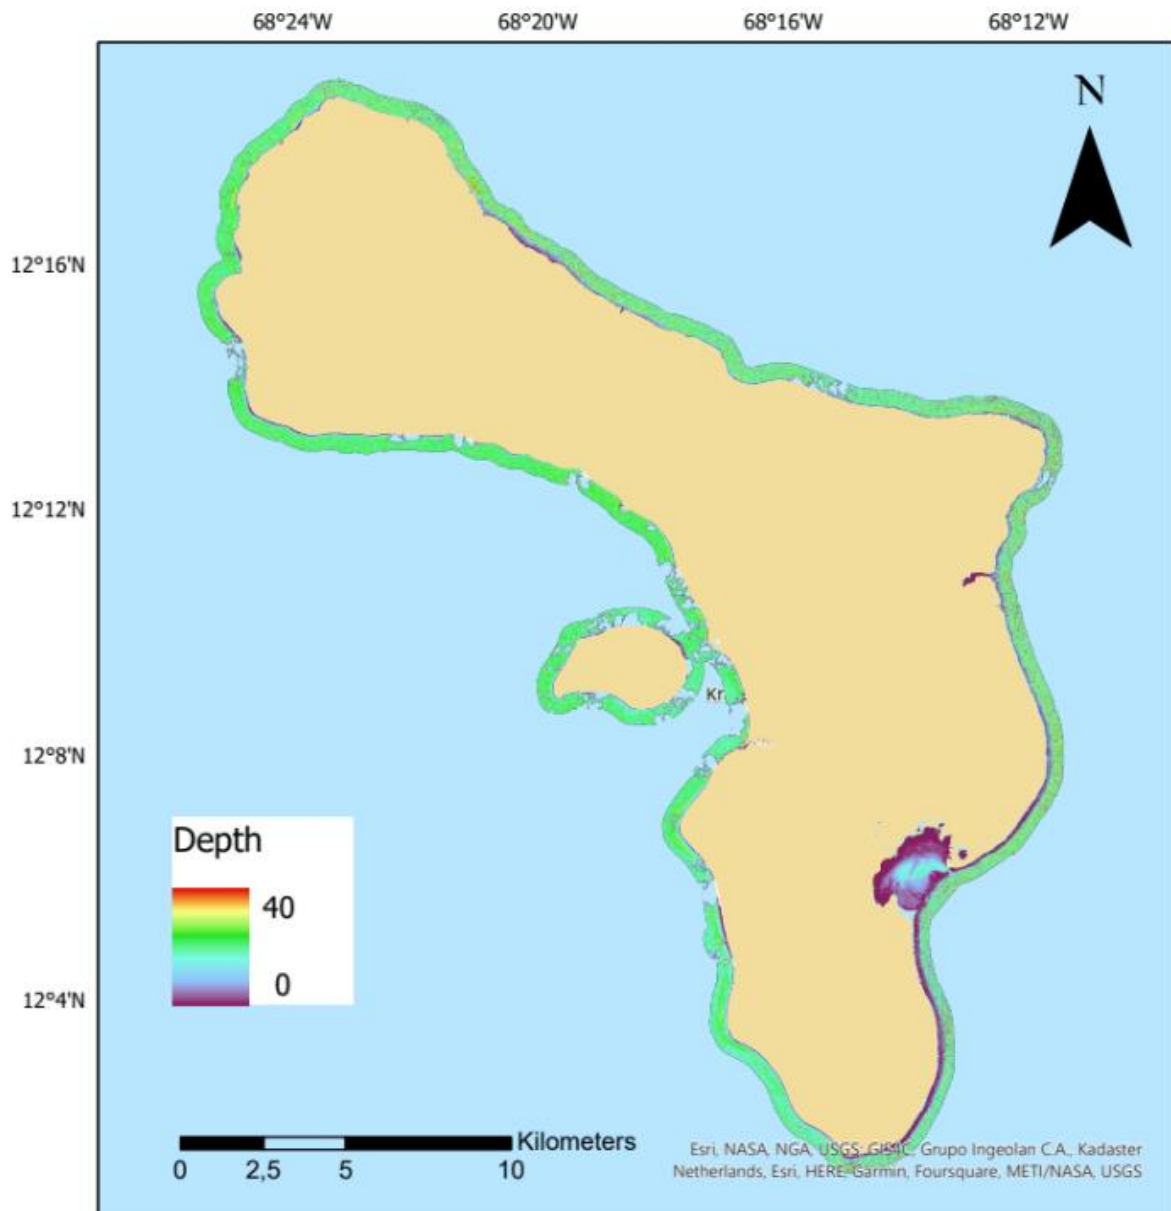 68°24'W 68°20'W 68°16'W 68°12'W
N
12°16'N
12°12'N
12°8'N
12°4'N
Depth
40
0
Kilometers
0 2,5 5 10
Esri, NASA, NGA, USGS; GIS4C, Grupo Ingeolan C.A., Kadaster
Netherlands, Esri, HERE, Garmin, Foursquare, METI/NASA, USGS